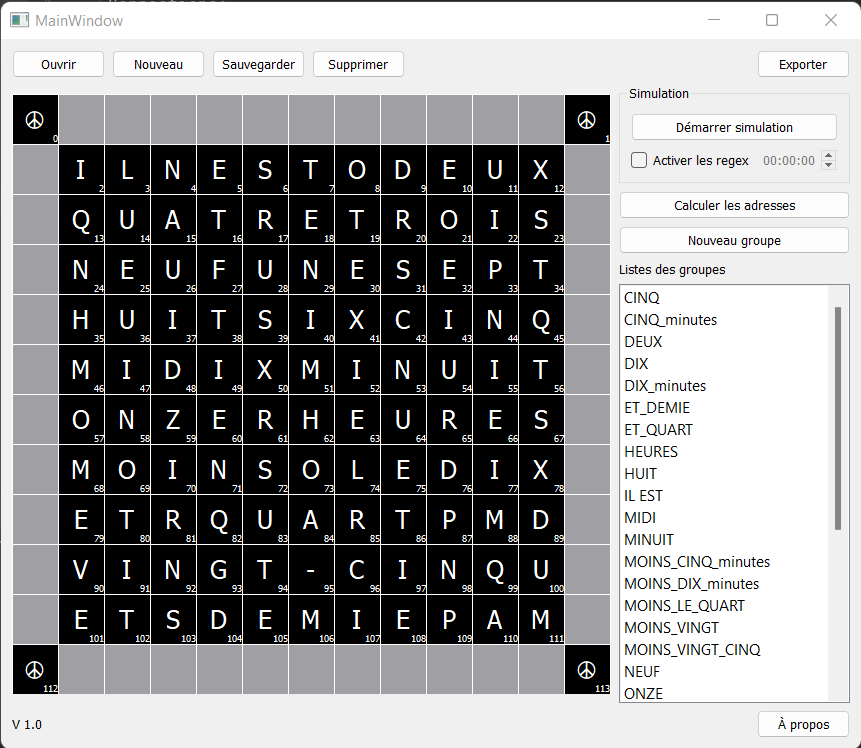 MainWindow
Ouvrir Nouveau Sauvegarder Supprimer Exporter
☮ 0 ☮ 1
I 2 L 3 N 4 E 5 S 6 T 7 O 8 D 9 E 10 U 11 X 12
Q 13 U 14 A 15 T 16 R 17 E 18 T 19 R 20 O 21 I 22 S 23
N 24 E 25 U 26 F 27 U 28 N 29 E 30 S 31 E 32 P 33 T 34
H 35 U 36 I 37 T 38 S 39 I 40 X 41 C 42 I 43 N 44 Q 45
M 46 I 47 D 48 I 49 X 50 M 51 I 52 N 53 U 54 I 55 T 56
O 57 N 58 Z 59 E 60 R 61 H 62 E 63 U 64 R 65 E 66 S 67
M 68 O 69 I 70 N 71 S 72 O 73 L 74 E 75 D 76 I 77 X 78
E 79 T 80 R 81 Q 82 U 83 A 84 R 85 T 86 P 87 M 88 D 89
V 90 I 91 N 92 G 93 T 94 - 95 C 96 I 97 N 98 Q 99 U 100
E 101 T 102 S 103 D 104 E 105 M 106 I 107 E 108 P 109 A 110 M 111
☮ 112 ☮ 113
Simulation
Démarrer simulation
Activer les regex 00:00:00
Calculer les adresses
Nouveau groupe
Listes des groupes
CINQ
CINQ_minutes
DEUX
DIX
DIX_minutes
ET_DEMIE
ET_QUART
HEURES
HUIT
IL EST
MIDI
MINUIT
MOINS_CINQ_minutes
MOINS_DIX_minutes
MOINS_LE_QUART
MOINS_VINGT
MOINS_VINGT_CINQ
NEUF
ONZE
V 1.0
À propos